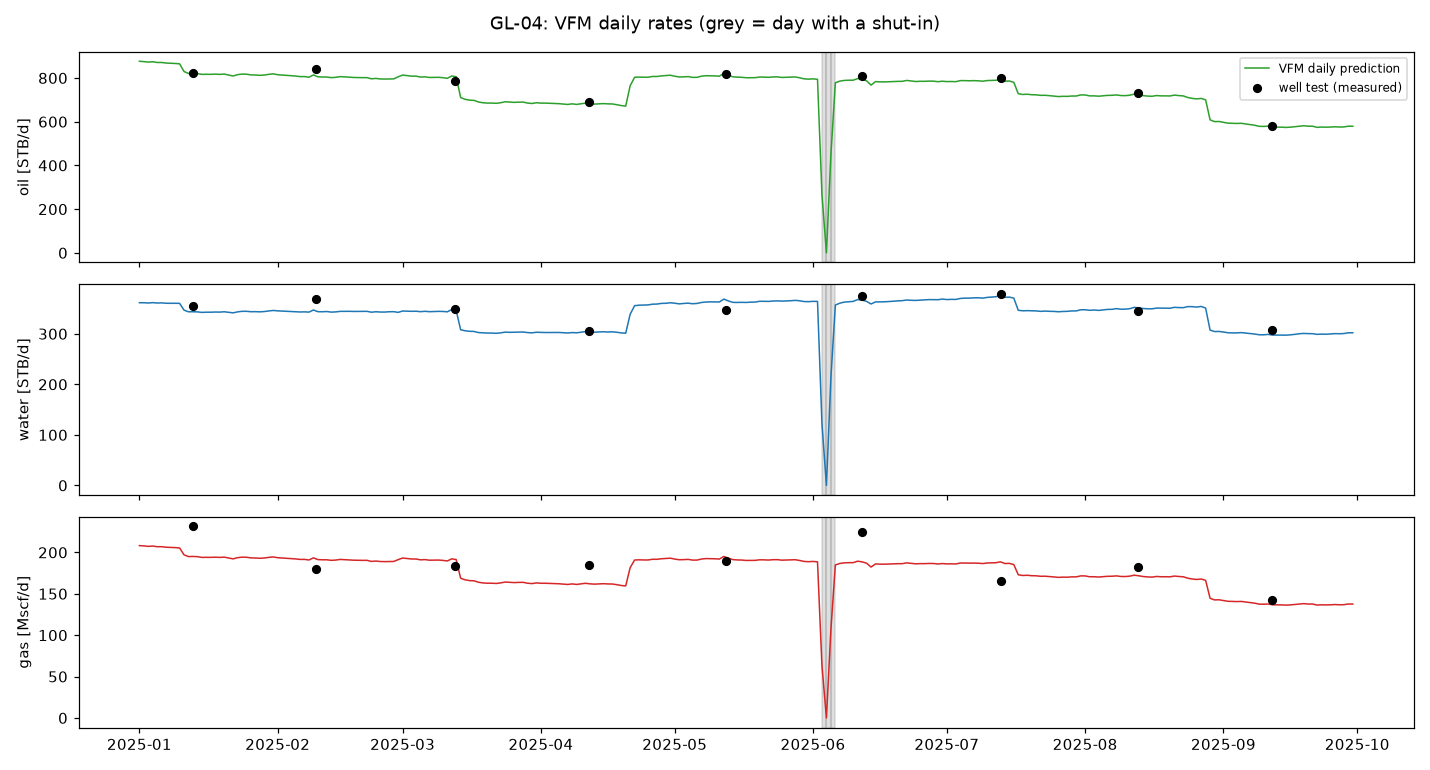 GL-04: VFM daily rates (grey = day with a shut-in)
oil [STB/d]
800
600
400
200
0
VFM daily prediction
well test (measured)
water [STB/d]
300
200
100
0
gas [Mscf/d]
200
150
100
50
0
2025-01 2025-02 2025-03 2025-04 2025-05 2025-06 2025-07 2025-08 2025-09 2025-10